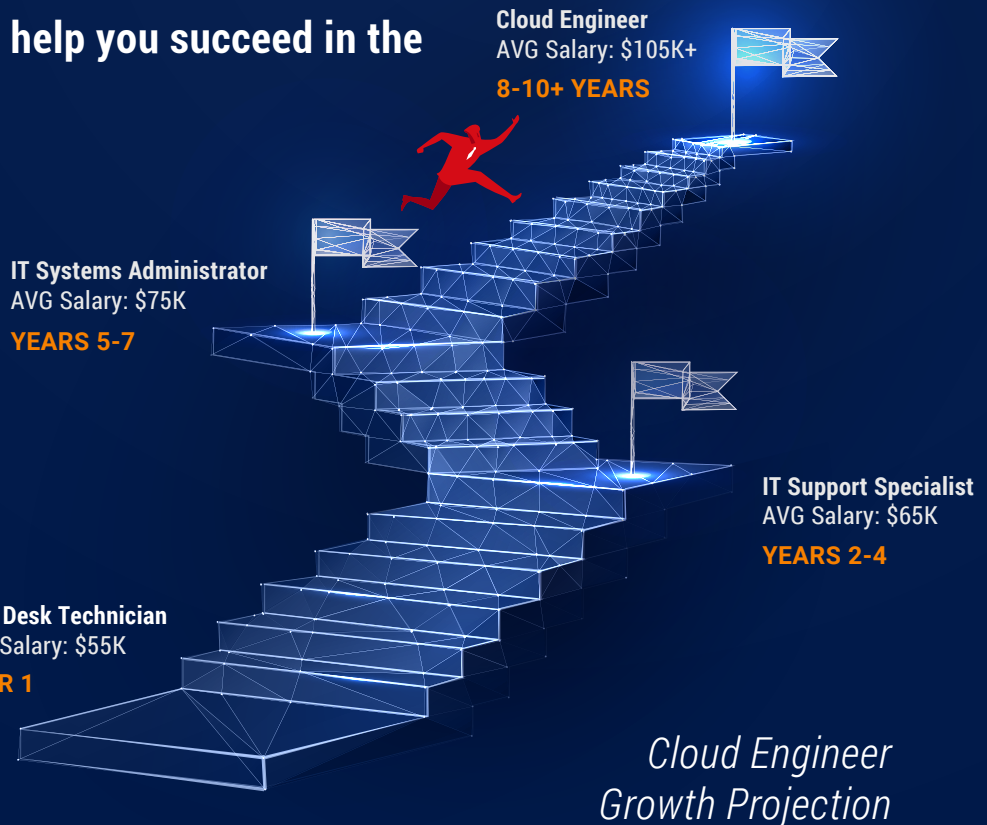 help you succeed in the
Cloud Engineer
AVG Salary: $105K+
8-10+ YEARS
IT Systems Administrator
AVG Salary: $75K
YEARS 5-7
IT Support Specialist
AVG Salary: $65K
YEARS 2-4
Desk Technician
Salary: $55K
R 1
Cloud Engineer
Growth Projection